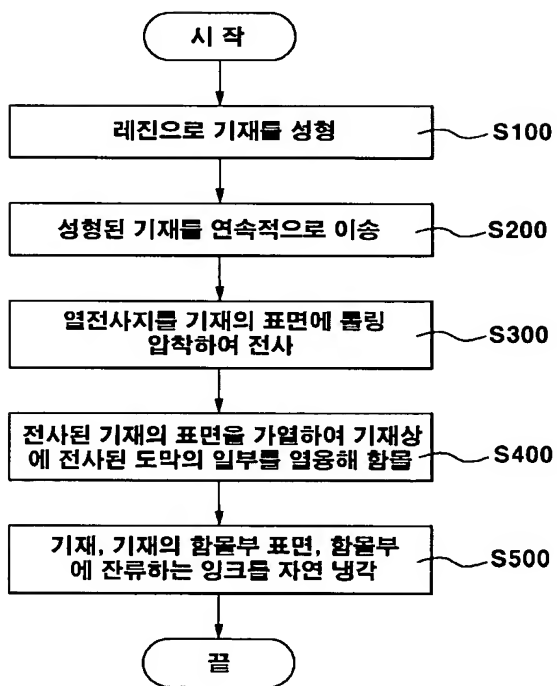 시 작
레진으로 기재를 성형
S100
성형된 기재를 연속적으로 이송
S200
열전사지를 기재의 표면에 롤링
압착하여 전사
S300
전사된 기재의 표면을 가열하여 기재상
에 전사된 도막의 일부를 열용해 함몰
S400
기재, 기재의 함몰부 표면, 함몰부
에 잔류하는 잉크를 자연 냉각
S500
끝